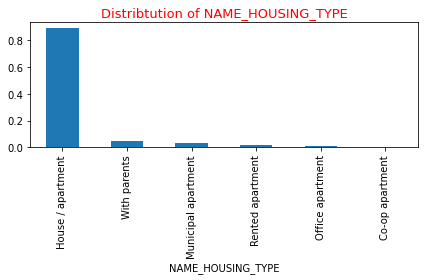 Distribtution of NAME_HOUSING_TYPE
0.8
0.6
0.4
0.2
0.0
House / apartment
With parents
Municipal apartment
Rented apartment
Office apartment
Co-op apartment
NAME_HOUSING_TYPE